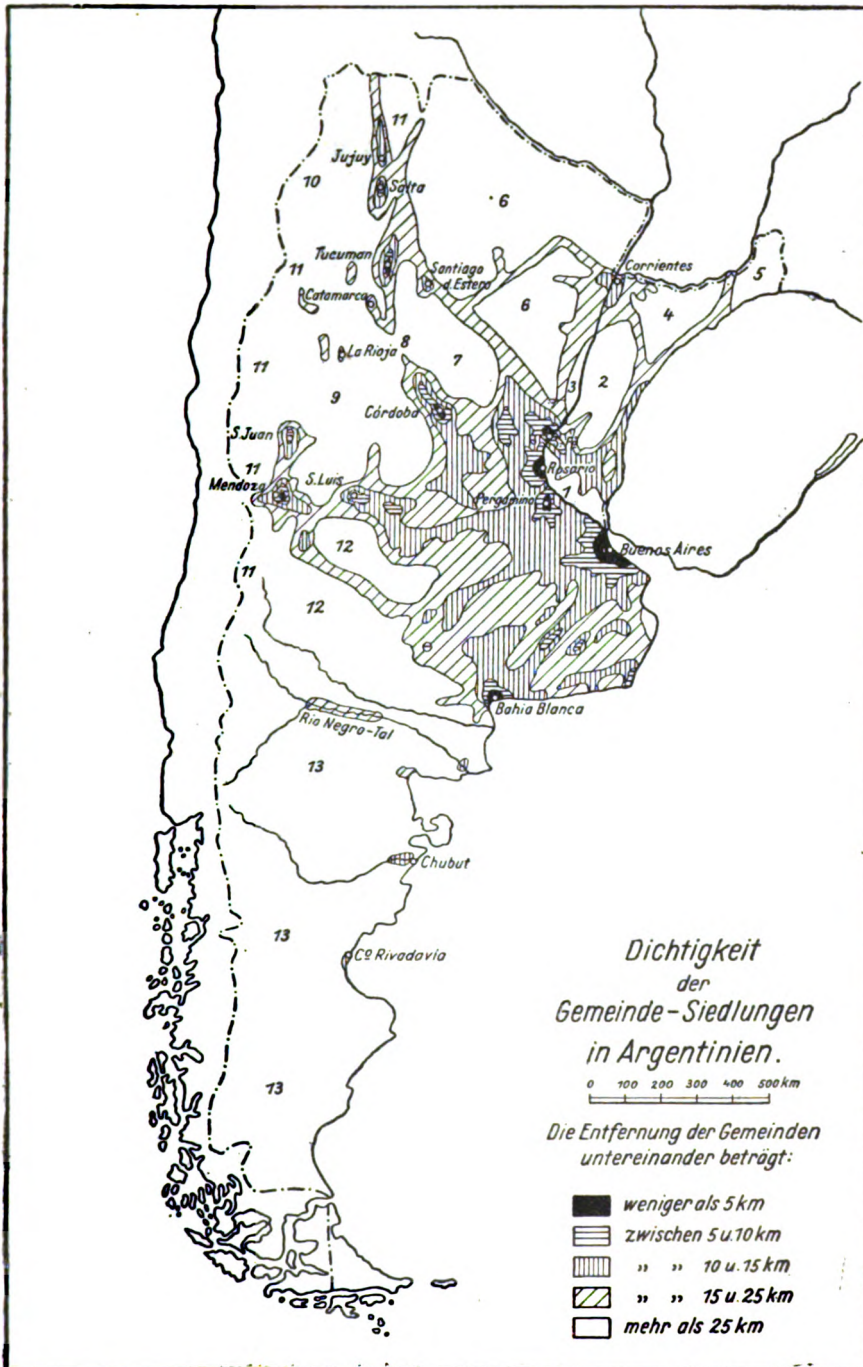 11
Jujuy
10
Salta
6
Tucuman
Santiago
d. Estero
Corrientes
5
11
Catamarca
6
4
11
La Rioja
8
7
3
2
9
Córdoba
S. Juan
11
Mendoza
S. Luis
Rosario
Pergamino
1
12
Buenos Aires
11
12
Bahia Blanca
Rio Negro-Tal
13
Chubut
13
Cº Rivadavia
13
Dichtigkeit
der
Gemeinde-Siedlungen
in Argentinien.
0 100 200 300 400 500 km
Die Entfernung der Gemeinden
untereinander beträgt:
weniger als 5 km
zwischen 5 u. 10 km
„ „ 10 u. 15 km
„ „ 15 u. 25 km
mehr als 25 km